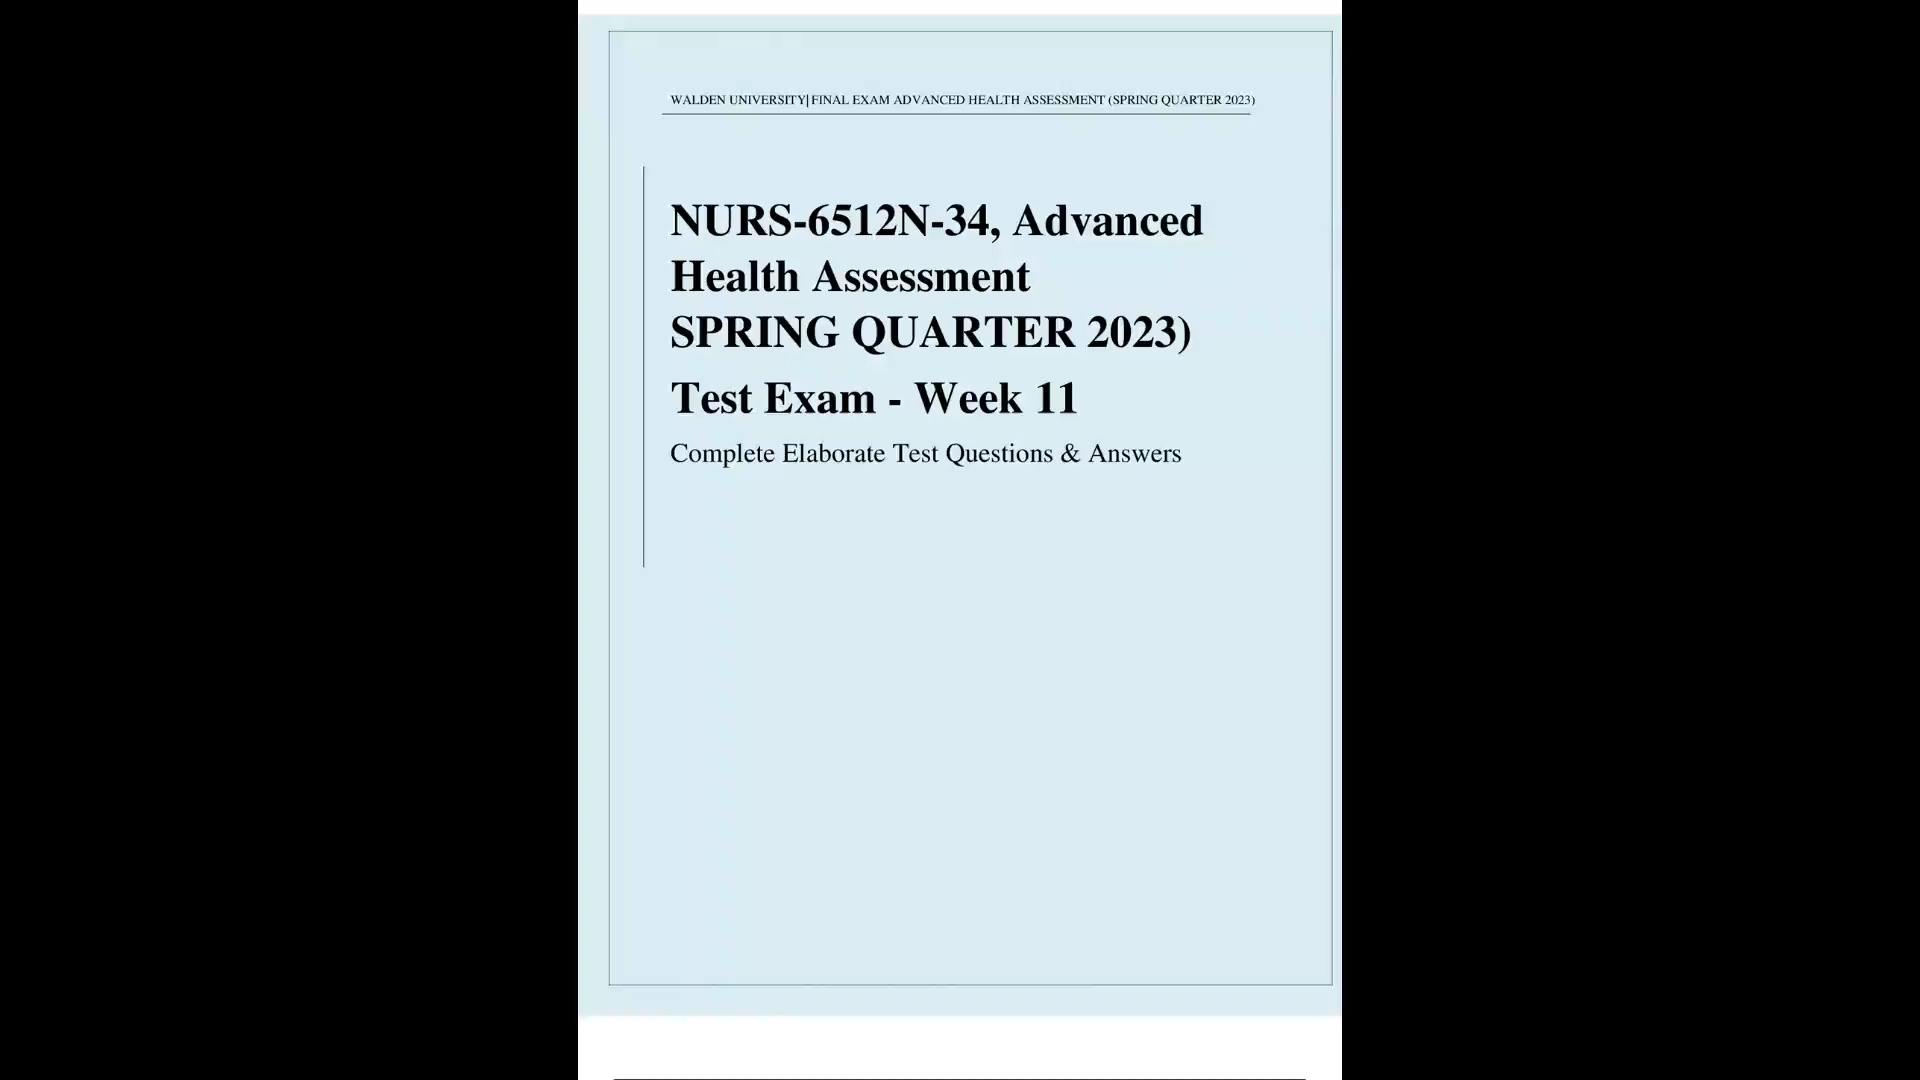 WALDEN UNIVERSITY|FINAL EXAM ADVANCED HEALTH ASSESSMENT (SPRING QUARTER 2023)
NURS-6512N-34, Advanced
Health Assessment
SPRING QUARTER 2023)
Test Exam - Week 11
Complete Elaborate Test Questions & Answers